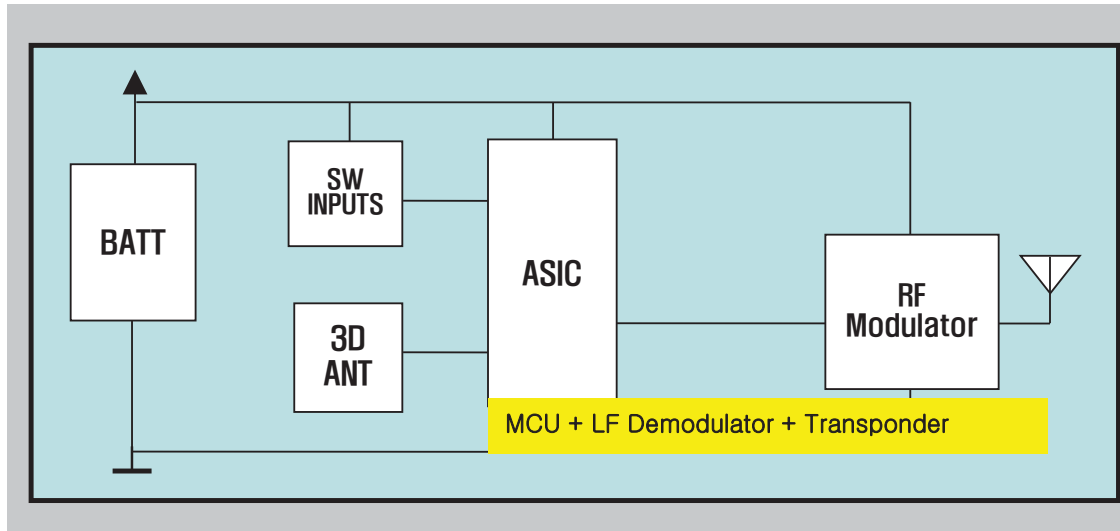 BATT
SW
INPUTS
3D
ANT
ASIC
RF
Modulator
MCU + LF Demodulator + Transponder